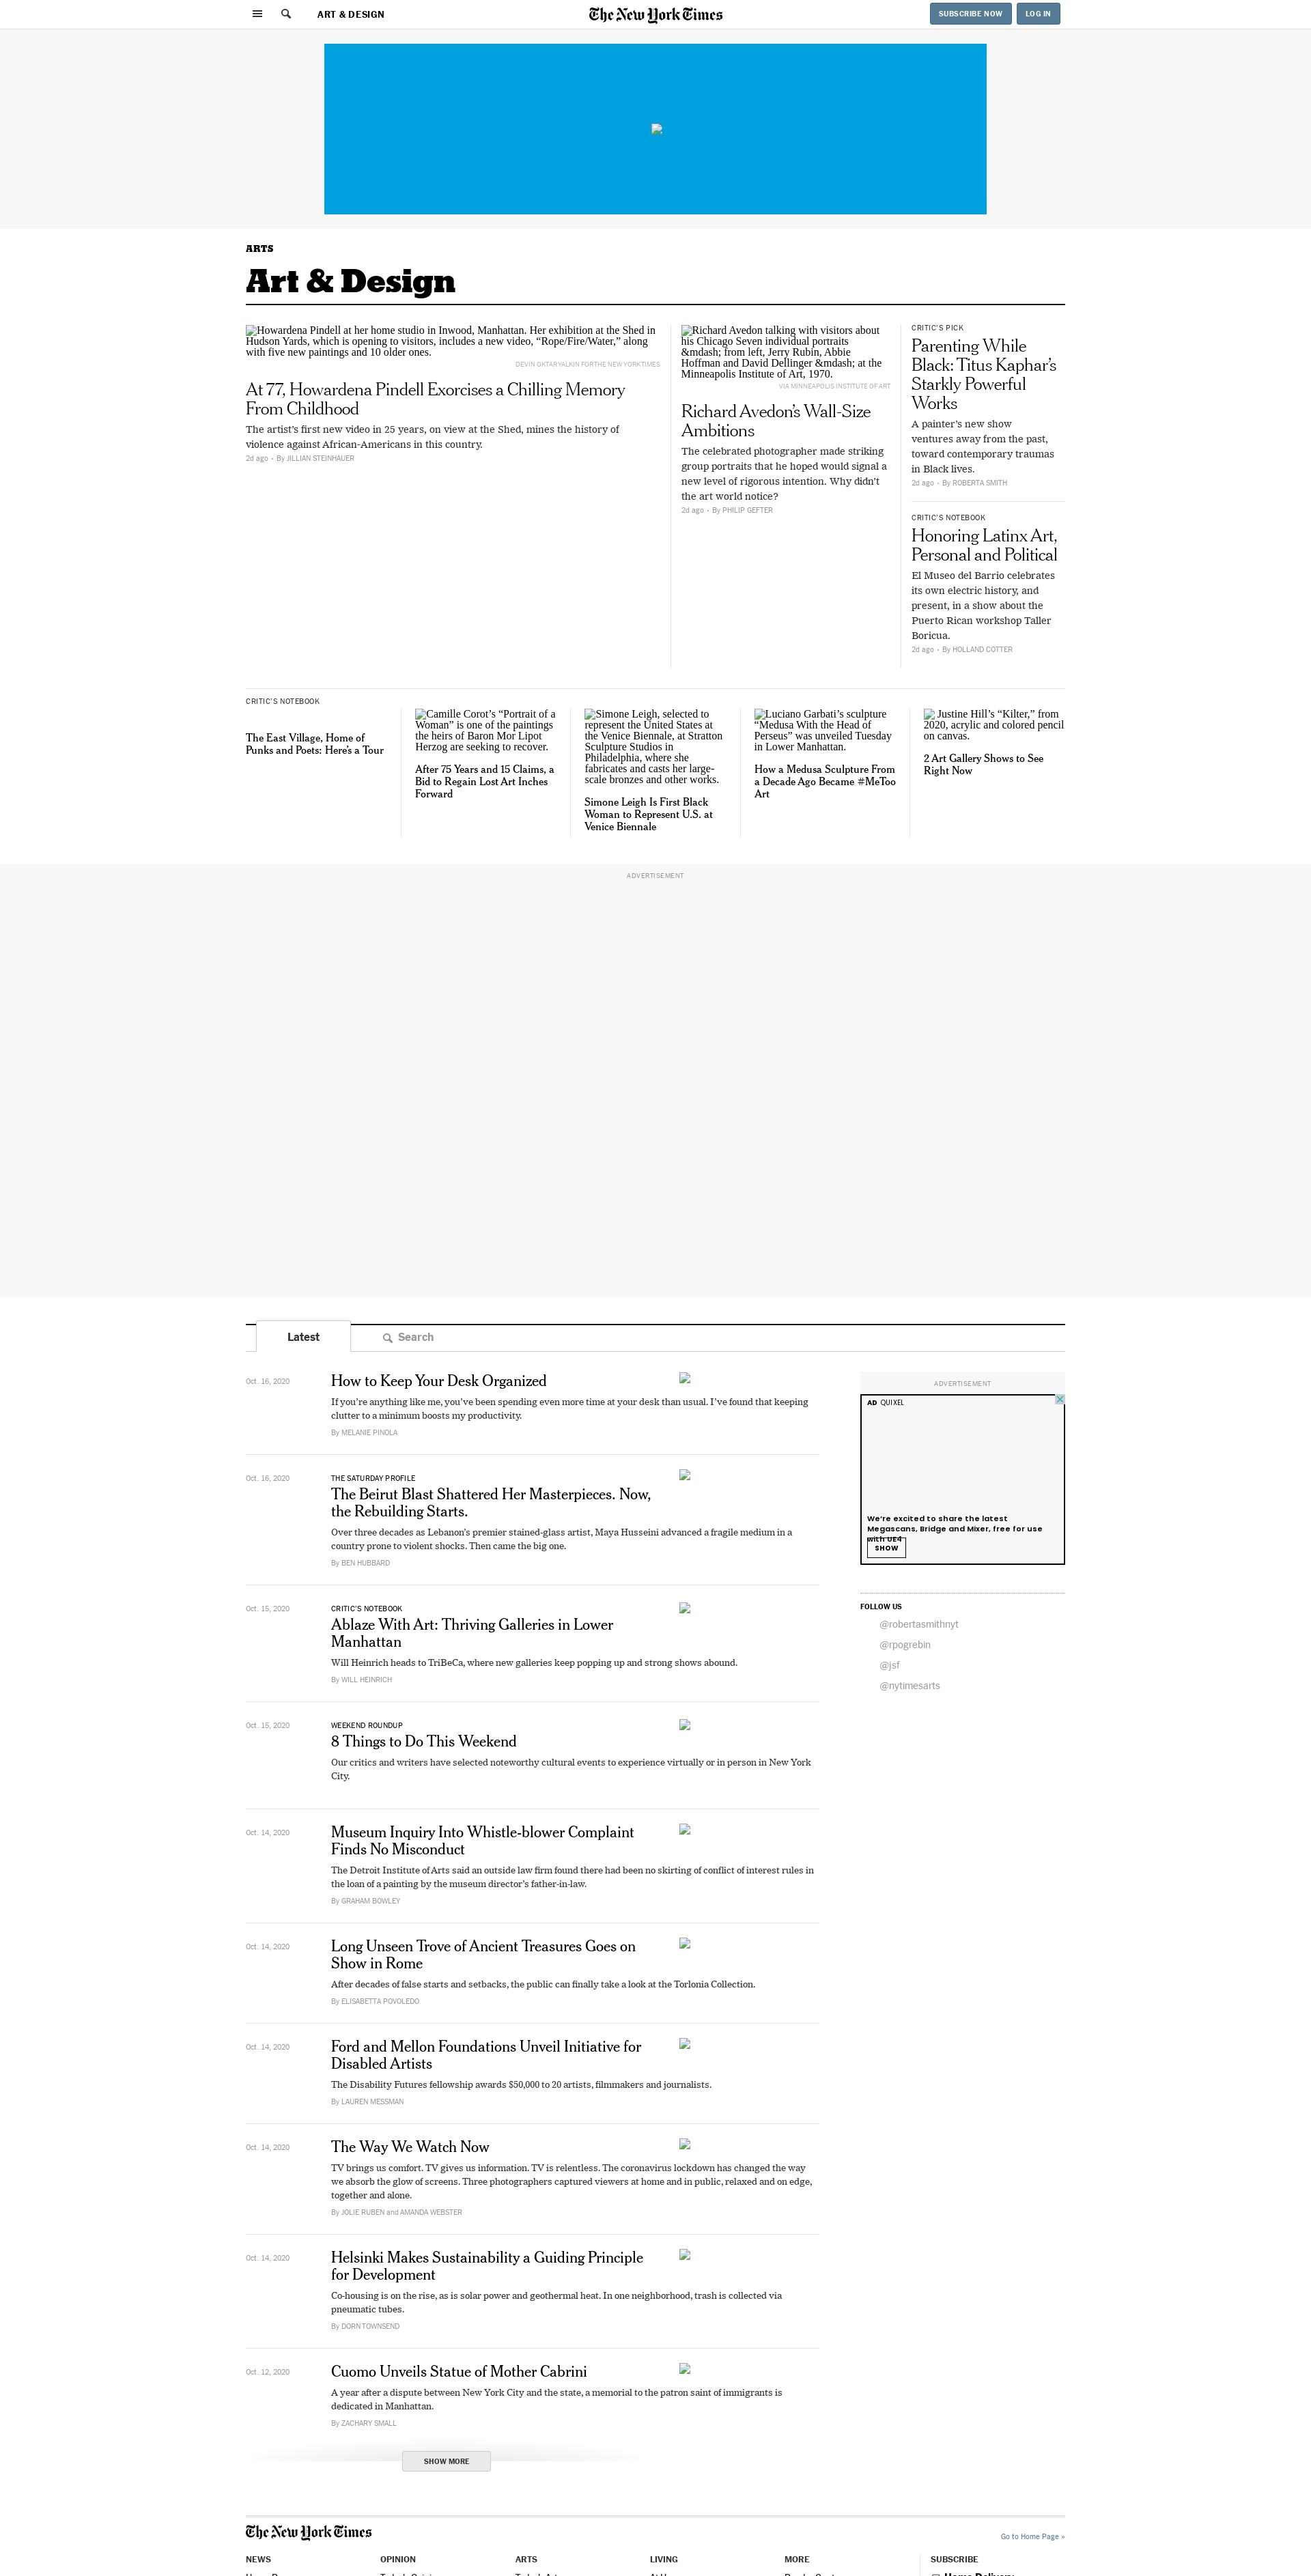 ART & DESIGN
The New York Times
SUBSCRIBE NOW
LOG IN
ARTS
Art & Design
Howardena Pindell at her home studio in Inwood, Manhattan. Her exhibition at the Shed in
Hudson Yards, which is opening to visitors, includes a new video, “Rope/Fire/Water,” along
with five new paintings and 10 older ones.
DEVIN OKTAR YALKIN FOR THE NEW YORK TIMES
At 77, Howardena Pindell Exorcises a Chilling Memory
From Childhood
The artist’s first new video in 25 years, on view at the Shed, mines the history of
violence against African-Americans in this country.
2d ago • By JILLIAN STEINHAUER
Richard Avedon talking with visitors about
his Chicago Seven individual portraits
&mdash; from left, Jerry Rubin, Abbie
Hoffman and David Dellinger &mdash; at the
Minneapolis Institute of Art, 1970.
VIA MINNEAPOLIS INSTITUTE OF ART
Richard Avedon’s Wall-Size
Ambitions
The celebrated photographer made striking
group portraits that he hoped would signal a
new level of rigorous intention. Why didn’t
the art world notice?
2d ago • By PHILIP GEFTER
CRITIC’S PICK
Parenting While
Black: Titus Kaphar’s
Starkly Powerful
Works
A painter’s new show
ventures away from the past,
toward contemporary traumas
in Black lives.
2d ago • By ROBERTA SMITH
CRITIC’S NOTEBOOK
Honoring Latinx Art,
Personal and Political
El Museo del Barrio celebrates
its own electric history, and
present, in a show about the
Puerto Rican workshop Taller
Boricua.
2d ago • By HOLLAND COTTER
CRITIC’S NOTEBOOK
The East Village, Home of
Punks and Poets: Here’s a Tour
Camille Corot’s “Portrait of a
Woman” is one of the paintings
the heirs of Baron Mor Lipot
Herzog are seeking to recover.
After 75 Years and 15 Claims, a
Bid to Regain Lost Art Inches
Forward
Simone Leigh, selected to
represent the United States at
the Venice Biennale, at Stratton
Sculpture Studios in
Philadelphia, where she
fabricates and casts her large-
scale bronzes and other works.
Simone Leigh Is First Black
Woman to Represent U.S. at
Venice Biennale
Luciano Garbati’s sculpture
“Medusa With the Head of
Perseus” was unveiled Tuesday
in Lower Manhattan.
How a Medusa Sculpture From
a Decade Ago Became #MeToo
Art
Justine Hill’s “Kilter,” from
2020, acrylic and colored pencil
on canvas.
2 Art Gallery Shows to See
Right Now
ADVERTISEMENT
Latest
Search
Oct. 16, 2020
How to Keep Your Desk Organized
If you’re anything like me, you’ve been spending even more time at your desk than usual. I’ve found that keeping
clutter to a minimum boosts my productivity.
By MELANIE PINOLA
Oct. 16, 2020
THE SATURDAY PROFILE
The Beirut Blast Shattered Her Masterpieces. Now,
the Rebuilding Starts.
Over three decades as Lebanon’s premier stained-glass artist, Maya Husseini advanced a fragile medium in a
country prone to violent shocks. Then came the big one.
By BEN HUBBARD
Oct. 15, 2020
CRITIC’S NOTEBOOK
Ablaze With Art: Thriving Galleries in Lower
Manhattan
Will Heinrich heads to TriBeCa, where new galleries keep popping up and strong shows abound.
By WILL HEINRICH
Oct. 15, 2020
WEEKEND ROUNDUP
8 Things to Do This Weekend
Our critics and writers have selected noteworthy cultural events to experience virtually or in person in New York
City.
Oct. 14, 2020
Museum Inquiry Into Whistle-blower Complaint
Finds No Misconduct
The Detroit Institute of Arts said an outside law firm found there had been no skirting of conflict of interest rules in
the loan of a painting by the museum director’s father-in-law.
By GRAHAM BOWLEY
Oct. 14, 2020
Long Unseen Trove of Ancient Treasures Goes on
Show in Rome
After decades of false starts and setbacks, the public can finally take a look at the Torlonia Collection.
By ELISABETTA POVOLEDO
Oct. 14, 2020
Ford and Mellon Foundations Unveil Initiative for
Disabled Artists
The Disability Futures fellowship awards $50,000 to 20 artists, filmmakers and journalists.
By LAUREN MESSMAN
Oct. 14, 2020
The Way We Watch Now
TV brings us comfort. TV gives us information. TV is relentless. The coronavirus lockdown has changed the way
we absorb the glow of screens. Three photographers captured viewers at home and in public, relaxed and on edge,
together and alone.
By JOLIE RUBEN and AMANDA WEBSTER
Oct. 14, 2020
Helsinki Makes Sustainability a Guiding Principle
for Development
Co-housing is on the rise, as is solar power and geothermal heat. In one neighborhood, trash is collected via
pneumatic tubes.
By DORN TOWNSEND
Oct. 12, 2020
Cuomo Unveils Statue of Mother Cabrini
A year after a dispute between New York City and the state, a memorial to the patron saint of immigrants is
dedicated in Manhattan.
By ZACHARY SMALL
SHOW MORE
ADVERTISEMENT
AD QUIXEL
We’re excited to share the latest
Megascans, Bridge and Mixer, free for use
with UE4
SHOW
FOLLOW US
@robertasmithnyt
@rpogrebin
@jsf
@nytimesarts
The New York Times
Go to Home Page »
NEWS
OPINION
ARTS
LIVING
MORE
SUBSCRIBE